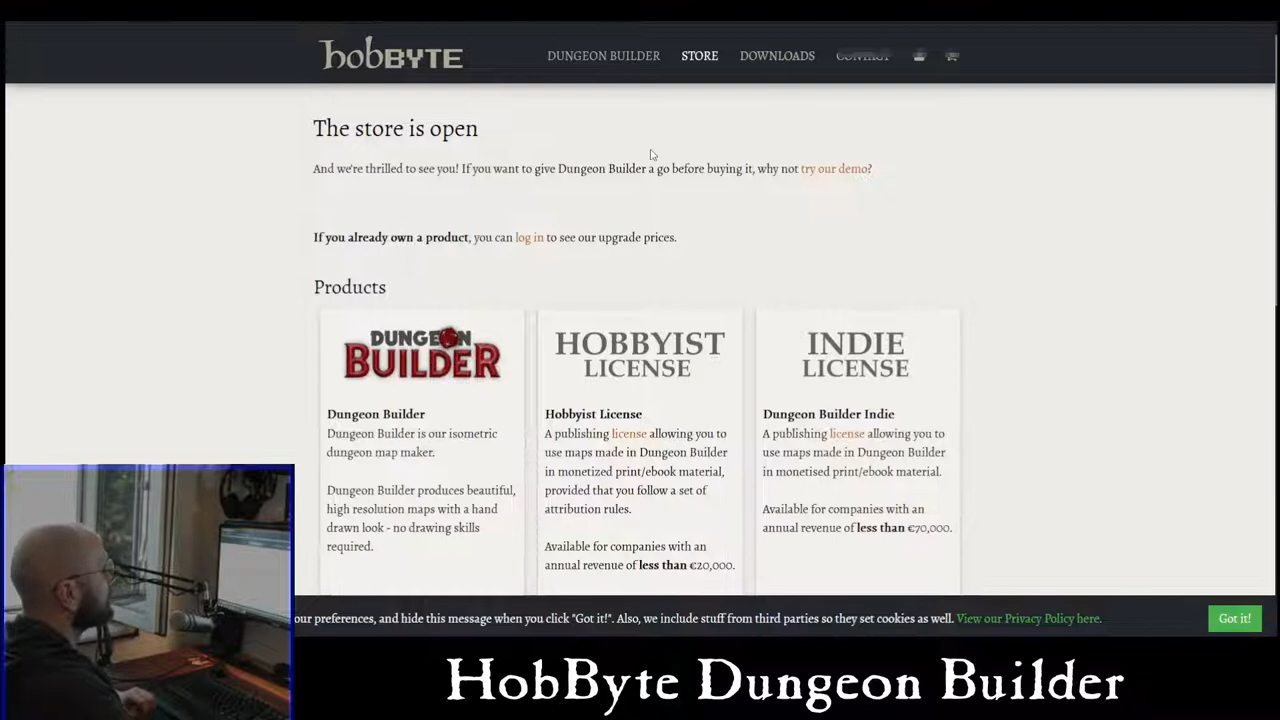 hobBYTE
DUNGEON BUILDER STORE DOWNLOADS CONTACT
The store is open
And we're thrilled to see you! If you want to give Dungeon Builder a go before buying it, why not try our demo?
If you already own a product, you can log in to see our upgrade prices.
Products
DUNGEON
BUILDER
Dungeon Builder
Dungeon Builder is our isometric
dungeon map maker.
Dungeon Builder produces beautiful,
high resolution maps with a hand
drawn look - no drawing skills
required.
HOBBYIST
LICENSE
Hobbyist License
A publishing license allowing you to
use maps made in Dungeon Builder
in monetized print/ebook material,
provided that you follow a set of
attribution rules.
Available for companies with an
annual revenue of less than €20,000.
INDIE
LICENSE
Dungeon Builder Indie
A publishing license allowing you to
use maps made in Dungeon Builder
in monetised print/ebook material.
Available for companies with an
annual revenue of less than €70,000.
our preferences, and hide this message when you click "Got it!". Also, we include stuff from third parties so they set cookies as well. View our Privacy Policy here.
Got it!
HobByte Dungeon Builder